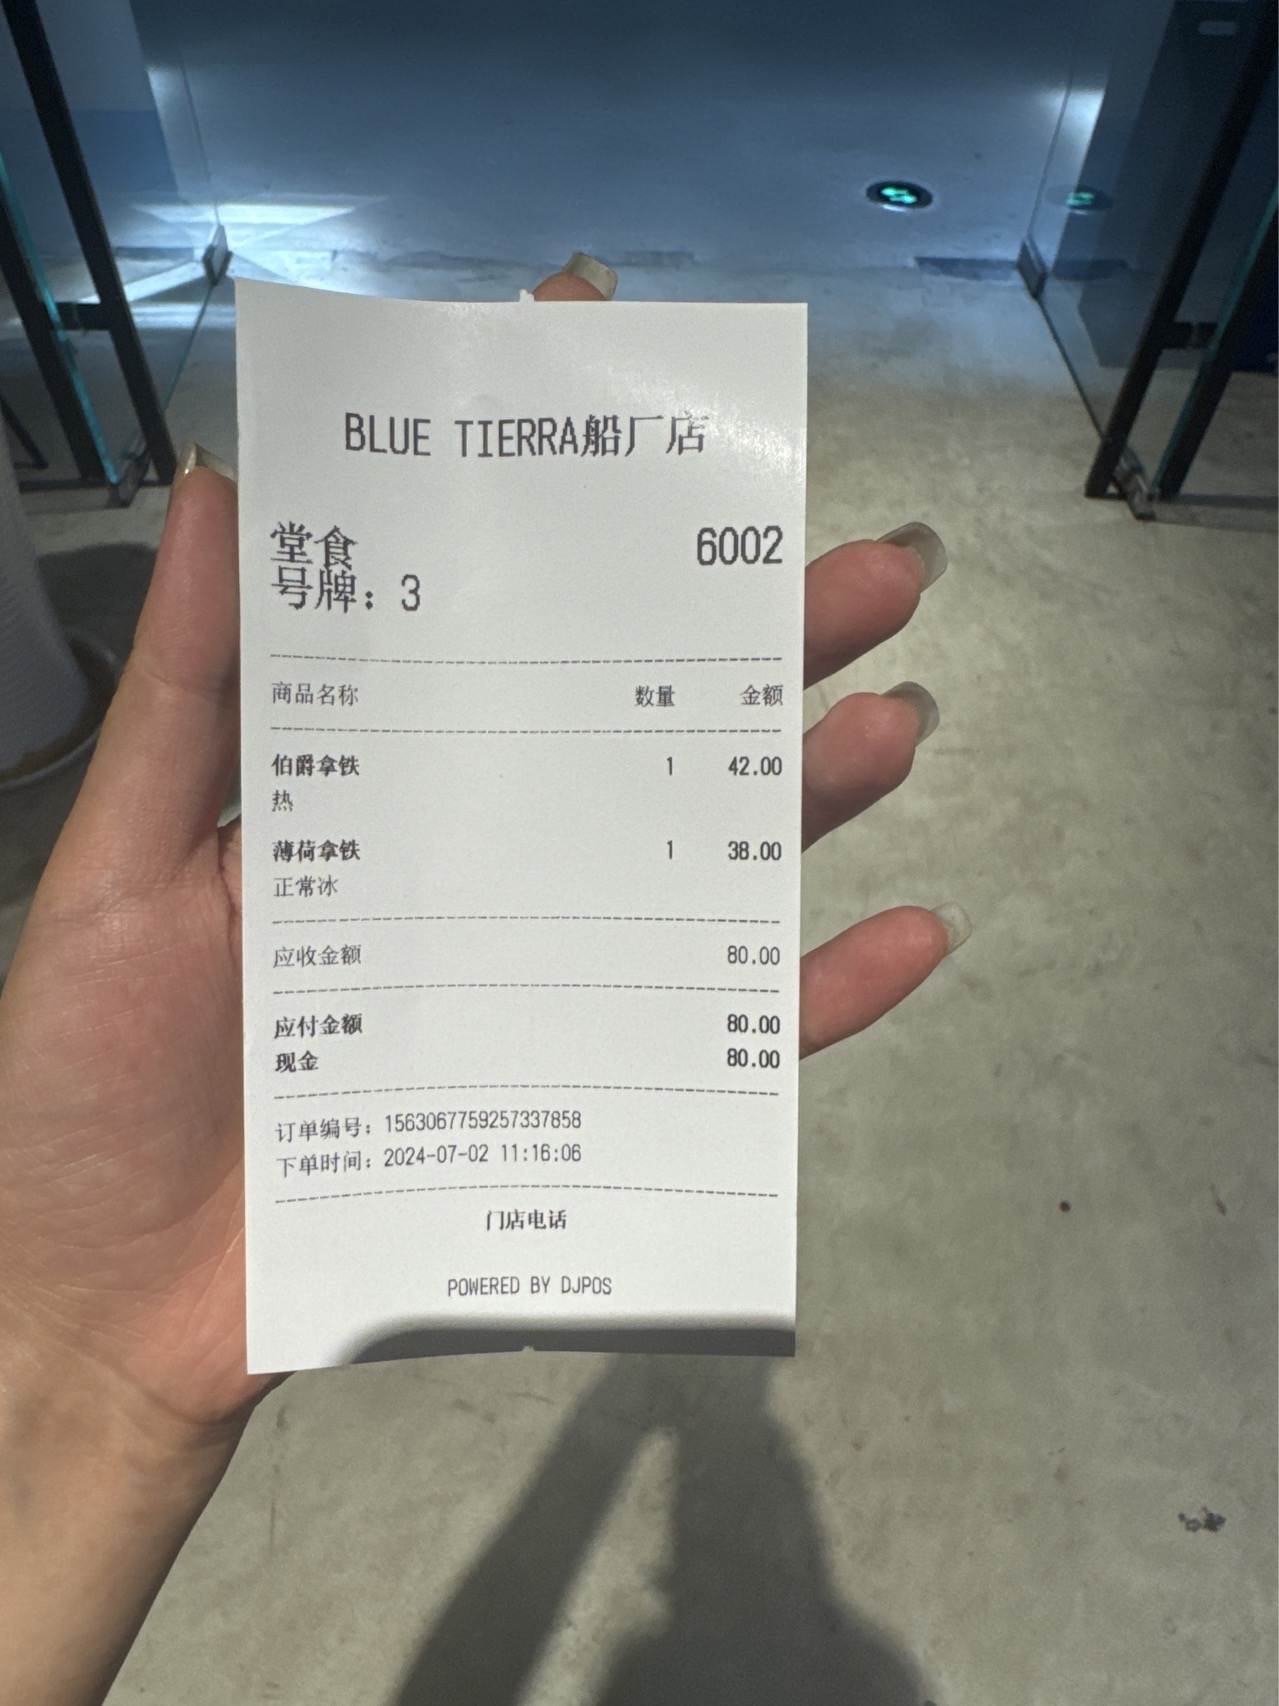 BLUE TIERRA船厂店
堂食 6002
号牌：3
商品名称 数量 金额
伯爵拿铁 1 42.00
热
薄荷拿铁 1 38.00
正常冰
应收金额 80.00
应付金额 80.00
现金 80.00
订单编号：1563067759257337858
下单时间：2024-07-02 11:16:06
门店电话
POWERED BY DJPOS